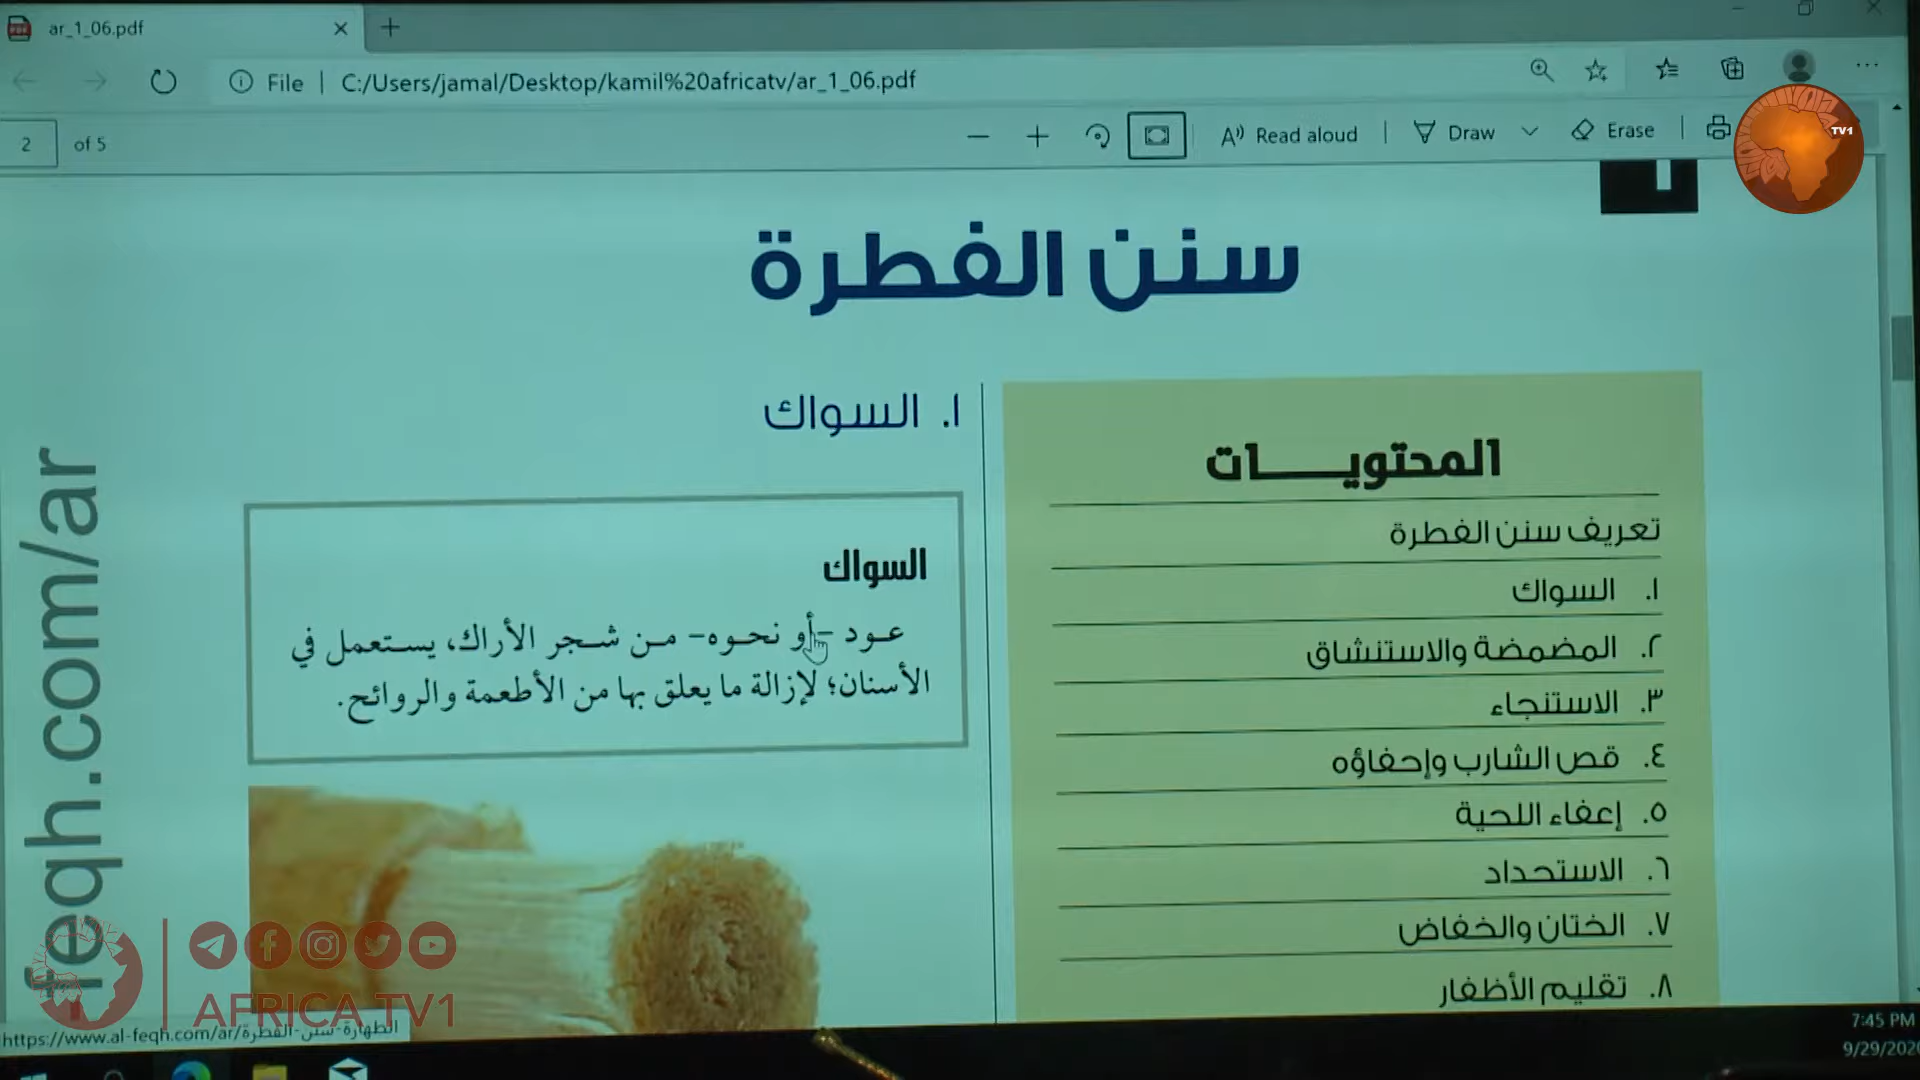 ar_1_06.pdf
File | C:/Users/jamal/Desktop/kamil%20africatv/ar_1_06.pdf
2 of 5
Read aloud
Draw
Erase
TV1
سنن الفطرة
١. السواك
السواك
عود -أو نحوه- من شجر الأراك، يستعمل في
الأسنان؛ لإزالة ما يعلق بها من الأطعمة والروائح.
المحتويات
تعريف سنن الفطرة
١. السواك
٢. المضمضة والاستنشاق
٣. الاستنجاء
٤. قص الشارب وإحفاؤه
٥. إعفاء اللحية
٦. الاستحداد
٧. الختان والخفاض
٨. تقليم الأظفار
feqh.com/ar
AFRICA TV1
https://www.al-feqh.com/ar/الطهارة-سنن-الفطرة
7:45 PM
9/29/2020